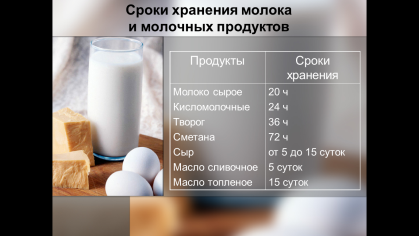 Сроки хранения молока
и молочных продуктов
Продукты Сроки
хранения
Молоко сырое 20 ч
Кисломолочные 24 ч
Творог 36 ч
Сметана 72 ч
Сыр от 5 до 15 суток
Масло сливочное 5 суток
Масло топленое 15 суток